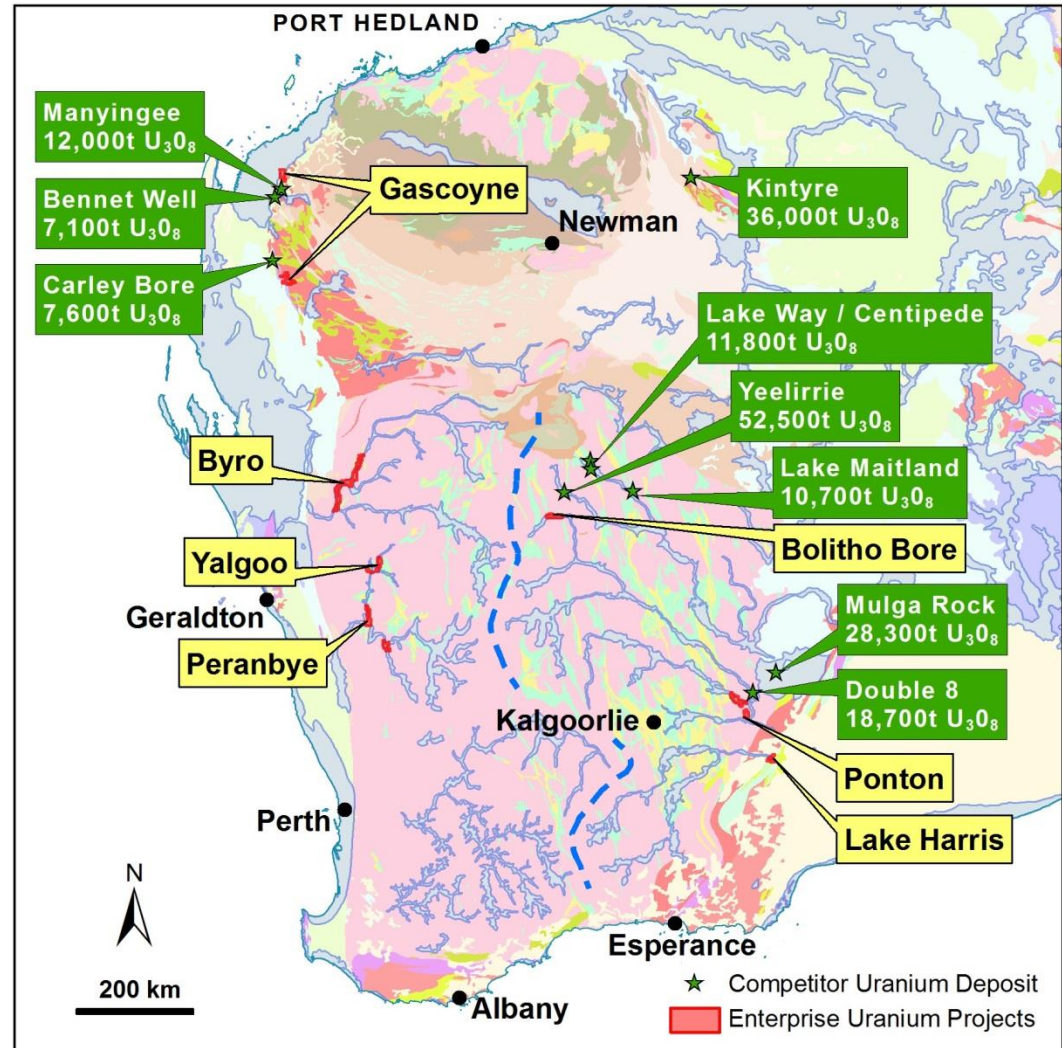 PORT HEDLAND
Manyingee
12,000t U₃0₈
Bennet Well
7,100t U₃0₈
Carley Bore
7,600t U₃0₈
Gascoyne
Newman
Kintyre
36,000t U₃0₈
Lake Way / Centipede
11,800t U₃0₈
Yeelirrie
52,500t U₃0₈
Lake Maitland
10,700t U₃0₈
Byro
Bolitho Bore
Yalgoo
Geraldton
Peranbye
Mulga Rock
28,300t U₃0₈
Double 8
18,700t U₃0₈
Kalgoorlie
Ponton
Perth
Lake Harris
N
200 km
Esperance
Albany
Competitor Uranium Deposit
Enterprise Uranium Projects